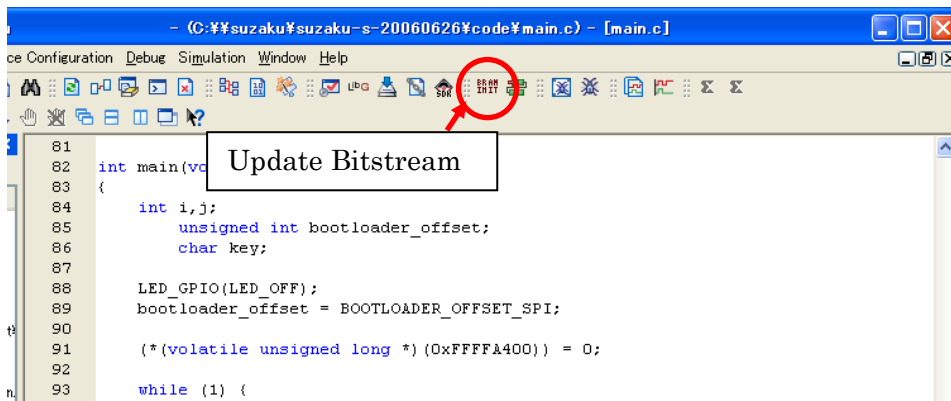 - (C:¥¥suzaku¥suzaku-s-20060626¥code¥main.c) - [main.c]
ce Configuration Debug Simulation Window Help
BRAM INIT
Update Bitstream
81
82 int main(vo
83 {
84 int i,j;
85 unsigned int bootloader_offset;
86 char key;
87
88 LED_GPIO(LED_OFF);
89 bootloader_offset = BOOTLOADER_OFFSET_SPI;
90
91 (*(volatile unsigned long *)(0xFFFFA400)) = 0;
92
93 while (1) {